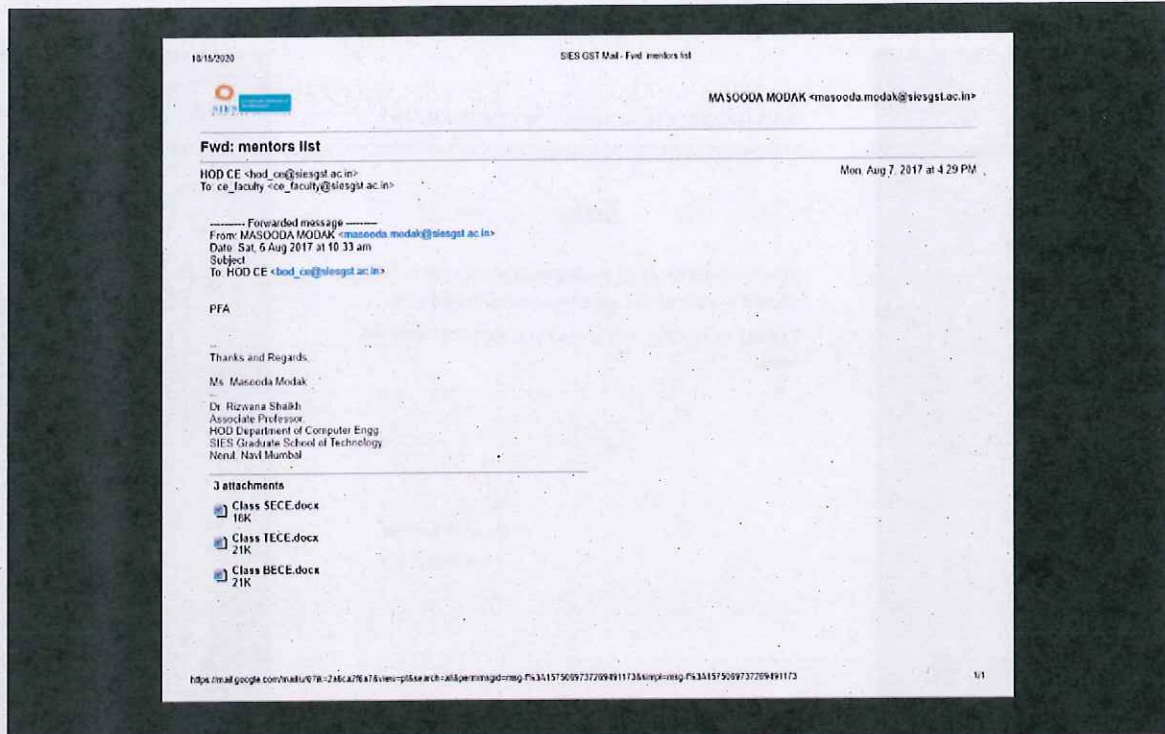 10/15/2020
SIES GST Mail - Fwd: mentors list
SIES
MASOODA MODAK <masooda.modak@siesgst.ac.in>
Fwd: mentors list
HOD CE <hod_ce@siesgst.ac.in>
Mon, Aug 7, 2017 at 4:29 PM
To: ce_faculty <ce_faculty@siesgst.ac.in>
---------- Forwarded message ----------
From: MASOODA MODAK <masooda.modak@siesgst.ac.in>
Date: Sat, 6 Aug 2017 at 10:33 am
Subject:
To: HOD CE <hod_ce@siesgst.ac.in>
PFA
--
Thanks and Regards,
Ms. Masooda Modak
--
Dr. Rizwana Shaikh
Associate Professor,
HOD Department of Computer Engg.
SIES Graduate School of Technology
Nerul, Navi Mumbai
3 attachments
Class SECE.docx
18K
Class TECE.docx
21K
Class BECE.docx
21K
1/1